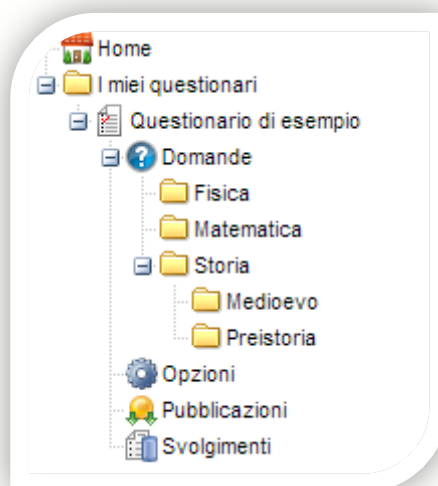 Home
I miei questionari
Questionario di esempio
Domande
Fisica
Matematica
Storia
Medioevo
Preistoria
Opzioni
Pubblicazioni
Svolgimenti